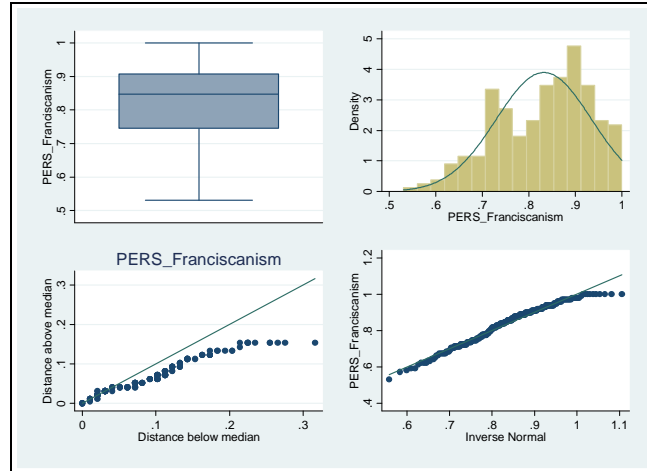 PERS_Franciscanism
1
.9
.8
.7
.6
.5
Density
5
4
3
2
1
0
.5 .6 .7 .8 .9 1
PERS_Franciscanism
PERS_Franciscanism
Distance above median
.3
.2
.1
0
0 .1 .2 .3
Distance below median
PERS_Franciscanism
1.2
1
.8
.6
.4
.6 .7 .8 .9 1 1.1
Inverse Normal